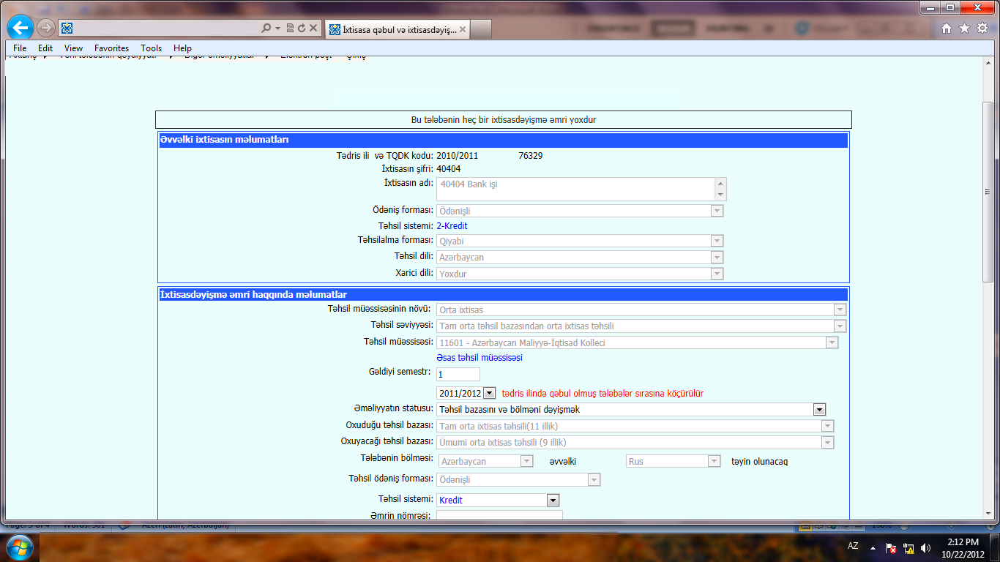 İxtisasa qəbul və ixtisasdəyiş...
File Edit View Favorites Tools Help
Bu tələbənin heç bir ixtisasdəyişmə əmri yoxdur
Əvvəlki ixtisasın məlumatları
Tədris ili və TQDK kodu: 2010/2011 76329
İxtisasın şifri: 40404
İxtisasın adı: 40404 Bank işi
Ödəniş forması: Ödənişli
Təhsil sistemi: 2-Kredit
Təhsilalma forması: Qiyabi
Təhsil dili: Azərbaycan
Xarici dili: Yoxdur
İxtisasdəyişmə əmri haqqında məlumatlar
Təhsil müəssisəsinin növü: Orta ixtisas
Təhsil səviyyəsi: Tam orta təhsil bazasından orta ixtisas təhsili
Təhsil müəssisəsi: 11601 - Azərbaycan Maliyyə-İqtisad Kolleci
Əsas təhsil müəssisəsi
Gəldiyi semestr: 1
2011/2012 tədris ilində qəbul olmuş tələbələr sırasına köçürülür
Əməliyyatın statusu: Təhsil bazasını və bölməni dəyişmək
Oxuduğu təhsil bazası: Tam orta ixtisas təhsili(11 illik)
Oxuyacağı təhsil bazası: Ümumi orta ixtisas təhsili (9 illik)
Tələbənin bölməsi: Azərbaycan əvvəlki Rus təyin olunacaq
Təhsil ödəniş forması: Ödənişli
Təhsil sistemi: Kredit
Əmrin nömrəsi:
AZ 2:12 PM
10/22/2012